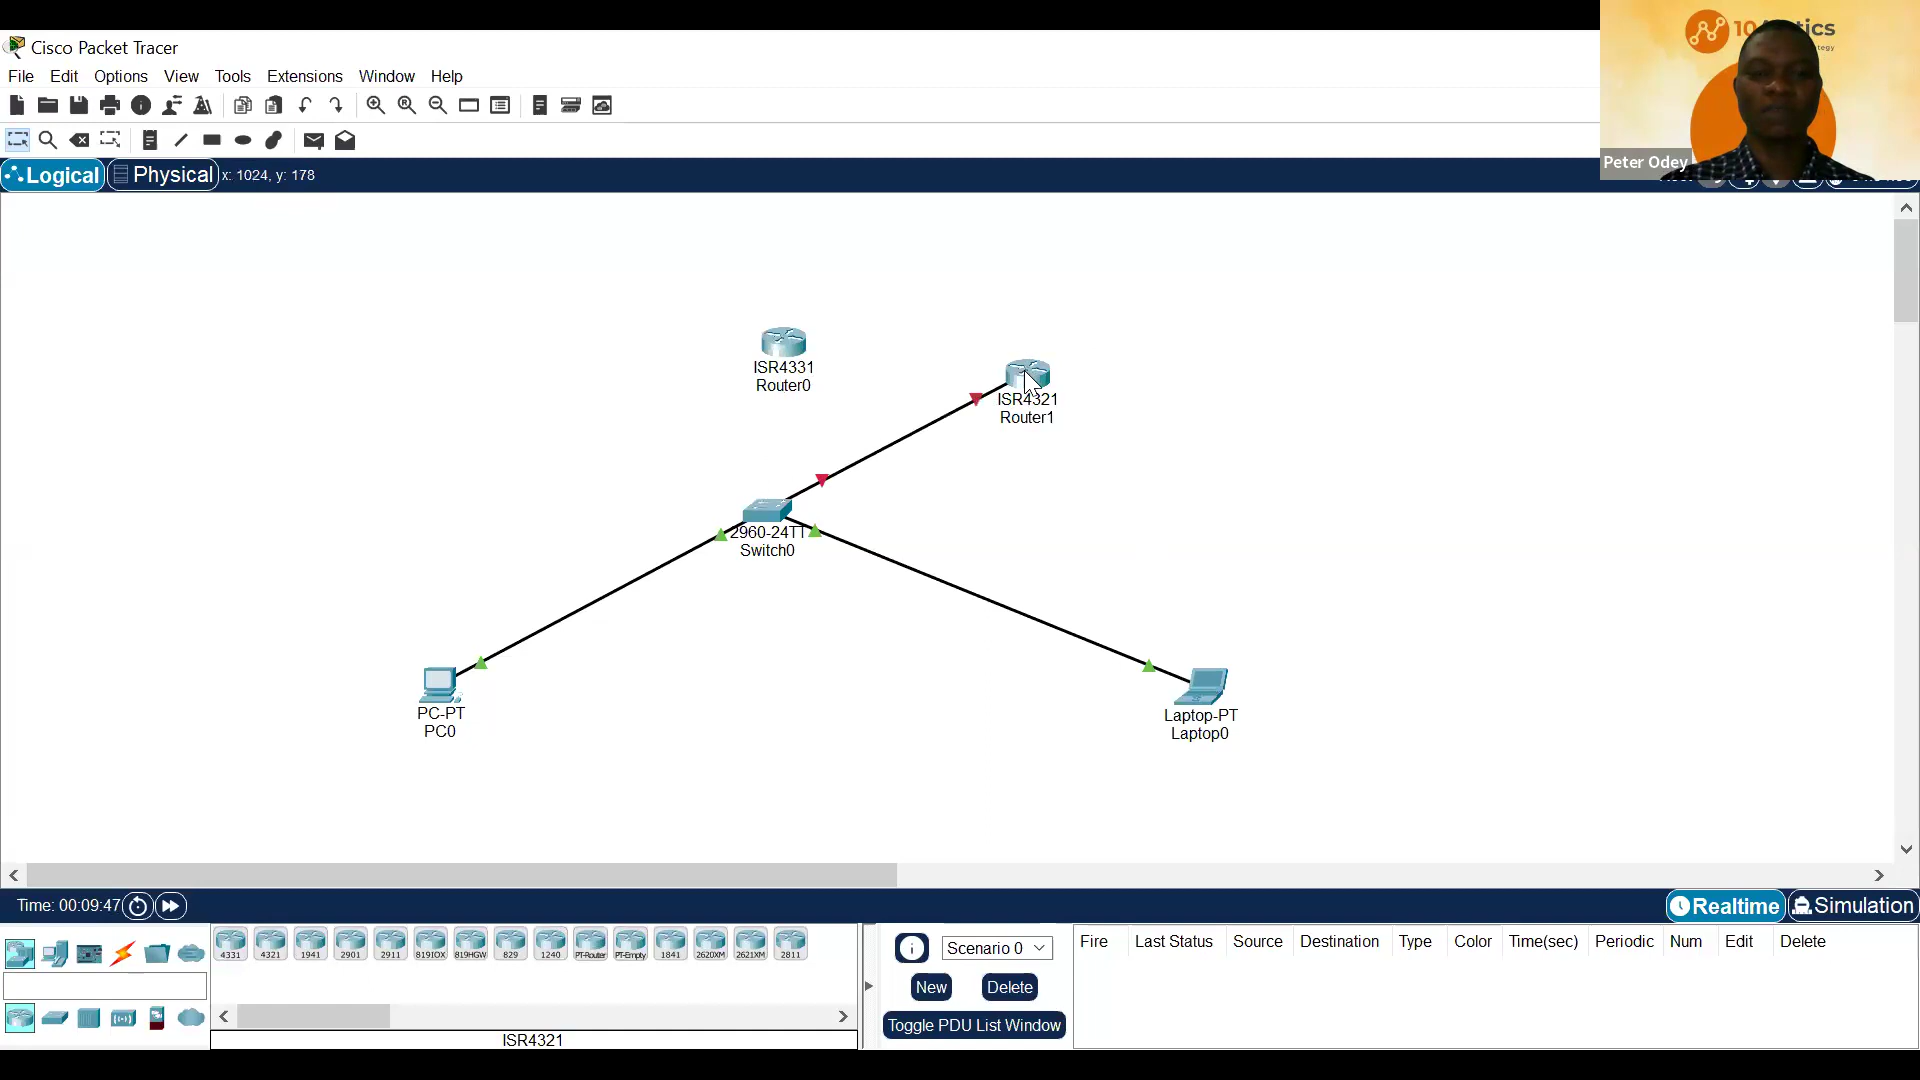 Cisco Packet Tracer
File Edit Options View Tools Extensions Window Help
Logical Physical x: 1024, y: 178
Peter Odey
ISR4331
Router0
ISR4321
Router1
2960-24TT
Switch0
PC-PT
PC0
Laptop-PT
Laptop0
Time: 00:09:47
Realtime Simulation
4331 4321 1941 2901 2911 819IOX 819HGW 829 1240 PT-Router PT-Empty 1841 2620XM 2621XM 2811
ISR4321
Scenario 0
New Delete
Toggle PDU List Window
Fire Last Status Source Destination Type Color Time(sec) Periodic Num Edit Delete